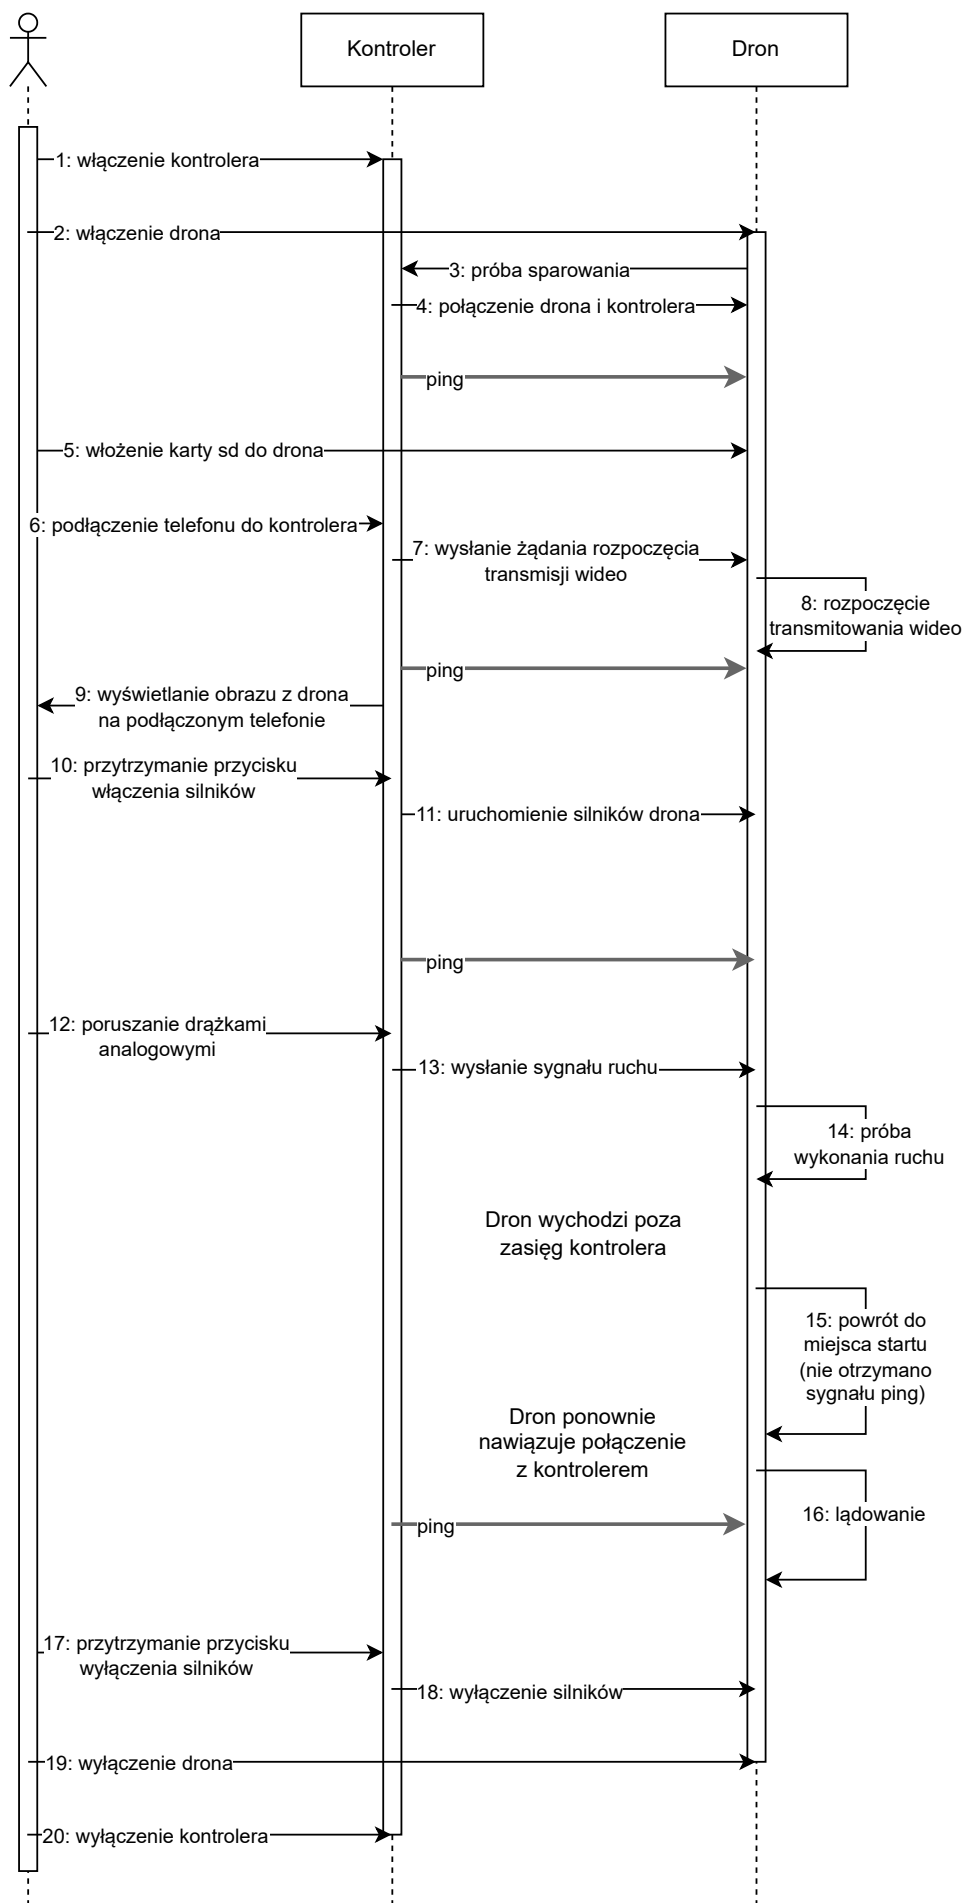 Kontroler
Dron
1: włączenie kontrolera
2: włączenie drona
3: próba sparowania
4: połączenie drona i kontrolera
ping
5: włożenie karty sd do drona
6: podłączenie telefonu do kontrolera
7: wysłanie żądania rozpoczęcia
transmisji wideo
8: rozpoczęcie
transmitowania wideo
ping
9: wyświetlanie obrazu z drona
na podłączonym telefonie
10: przytrzymanie przycisku
włączenia silników
11: uruchomienie silników drona
ping
12: poruszanie drążkami
analogowymi
13: wysłanie sygnału ruchu
14: próba
wykonania ruchu
Dron wychodzi poza
zasięg kontrolera
15: powrót do
miejsca startu
(nie otrzymano
sygnału ping)
Dron ponownie
nawiązuje połączenie
z kontrolerem
16: lądowanie
ping
17: przytrzymanie przycisku
wyłączenia silników
18: wyłączenie silników
19: wyłączenie drona
20: wyłączenie kontrolera